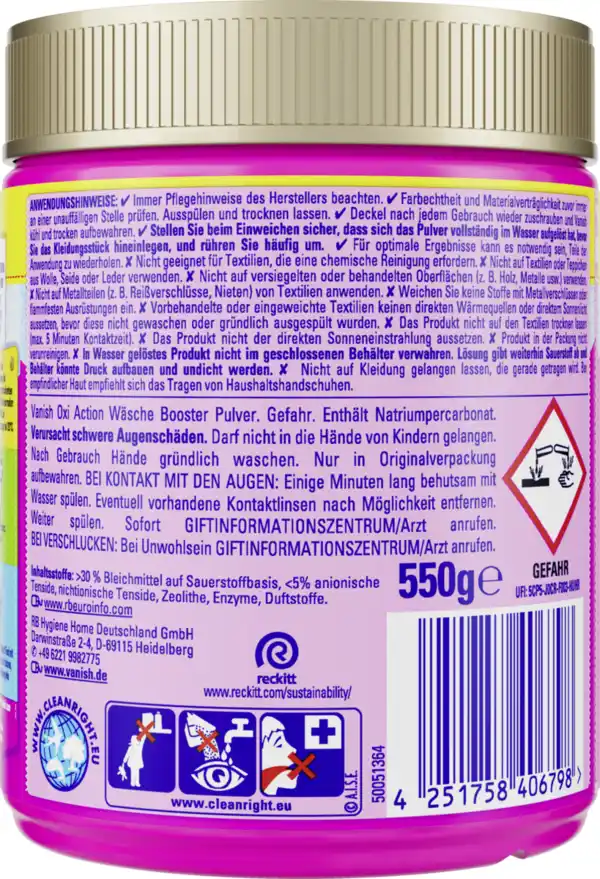 ANWENDUNGSHINWEISE: ✔ Immer Pflegehinweise des Herstellers beachten. ✔ Farbechtheit und Materialverträglichkeit zuvor immer
an einer unauffälligen Stelle prüfen. Ausspülen und trocknen lassen. ✔ Deckel nach jedem Gebrauch wieder zuschrauben und Vanish
kühl und trocken aufbewahren. ✔ Stellen Sie beim Einweichen sicher, dass sich das Pulver vollständig im Wasser aufgelöst hat, bevor
Sie das Kleidungsstück hineinlegen, und rühren Sie häufig um. ✔ Für optimale Ergebnisse kann es notwendig sein, Teile der
Anwendung zu wiederholen. ✘ Nicht geeignet für Textilien, die eine chemische Reinigung erfordern. ✘ Nicht auf Textilien oder Teppichen
aus Wolle, Seide oder Leder verwenden. ✘ Nicht auf versiegelten oder behandelten Oberflächen (z. B. Holz, Metalle usw.) verwenden.
✘ Nicht auf Metallteilen (z. B. Reißverschlüsse, Nieten) von Textilien anwenden. ✘ Weichen Sie keine Stoffe mit Metallverschlüssen oder
flammfesten Ausrüstungen ein. ✘ Vorbehandelte oder eingeweichte Textilien keinen direkten Wärmequellen oder direktem Sonnenlicht
aussetzen, bevor diese nicht gewaschen oder gründlich ausgespült wurden. ✘ Das Produkt nicht auf den Textilien trocknen lassen
(max. 5 Minuten Kontaktzeit). ✘ Das Produkt nicht der direkten Sonneneinstrahlung aussetzen. ✘ Produkt in der Packung nicht
verunreinigen. ✘ In Wasser gelöstes Produkt nicht im geschlossenen Behälter verwahren. Lösung gibt weiterhin Sauerstoff ab und
Behälter könnte Druck aufbauen und undicht werden. ✘ Nicht auf Kleidung gelangen lassen, die gerade getragen wird. Bei
empfindlicher Haut empfiehlt sich das Tragen von Haushaltshandschuhen.
Vanish Oxi Action Wäsche Booster Pulver. Gefahr. Enthält Natriumpercarbonat.
Verursacht schwere Augenschäden. Darf nicht in die Hände von Kindern gelangen.
Nach Gebrauch Hände gründlich waschen. Nur in Originalverpackung
aufbewahren. BEI KONTAKT MIT DEN AUGEN: Einige Minuten lang behutsam mit
Wasser spülen. Eventuell vorhandene Kontaktlinsen nach Möglichkeit entfernen.
Weiter spülen. Sofort GIFTINFORMATIONSZENTRUM/Arzt anrufen.
BEI VERSCHLUCKEN: Bei Unwohlsein GIFTINFORMATIONSZENTRUM/Arzt anrufen.
GEFAHR
Inhaltsstoffe: >30 % Bleichmittel auf Sauerstoffbasis, <5% anionische
Tenside, nichtionische Tenside, Zeolithe, Enzyme, Duftstoffe.
www.rbeuroinfo.com
550g e
RB Hygiene Home Deutschland GmbH
Darwinstraße 2-4, D-69115 Heidelberg
+49 6221 9982775
www.vanish.de
reckitt
www.reckitt.com/sustainability/
WWW.CLEANRIGHT.EU
www.cleanright.eu
© A.I.S.E.
50051364
4 251758 406798 >